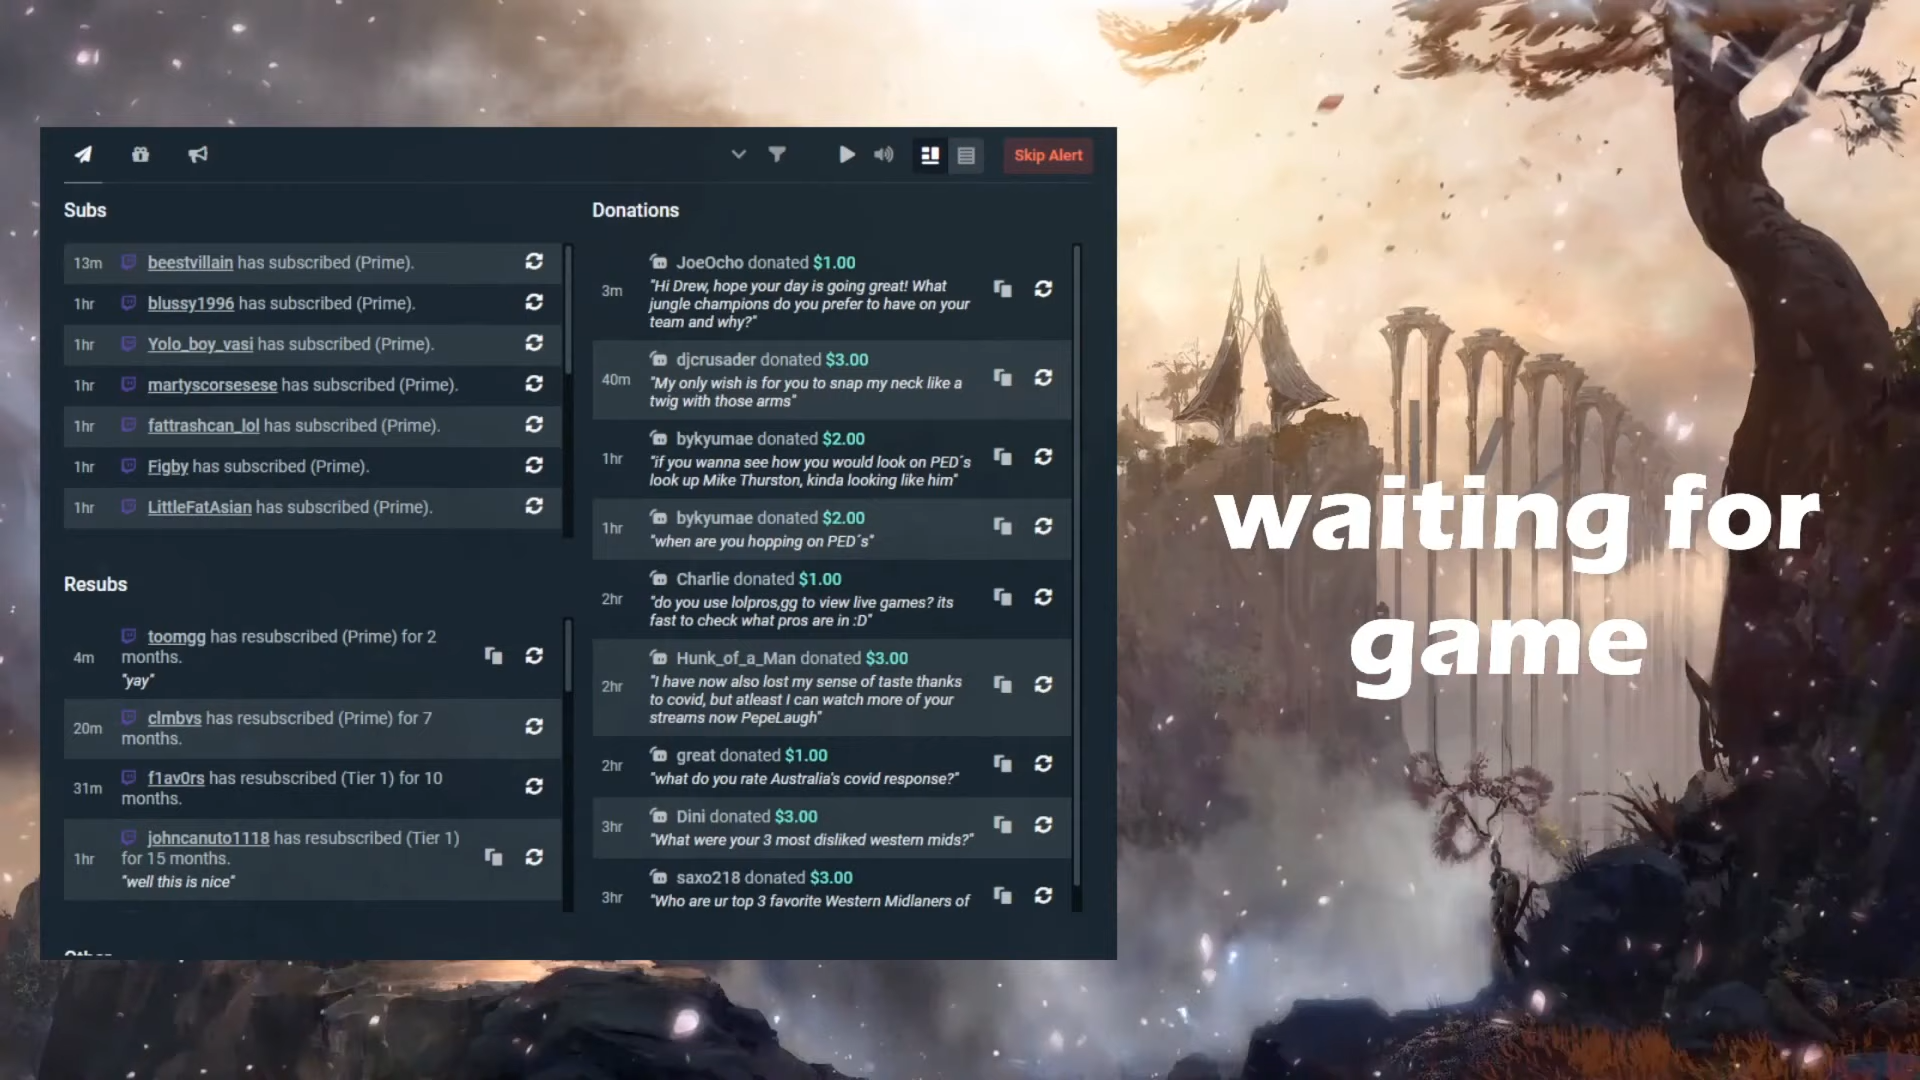 Skip Alert
Subs
13m beestvillain has subscribed (Prime).
1hr blussy1996 has subscribed (Prime).
1hr Yolo_boy_vasi has subscribed (Prime).
1hr martyscorsesese has subscribed (Prime).
1hr fattrashcan_lol has subscribed (Prime).
1hr Figby has subscribed (Prime).
1hr LittleFatAsian has subscribed (Prime).
Resubs
4m toomgg has resubscribed (Prime) for 2
months.
"yay"
20m clmbvs has resubscribed (Prime) for 7
months.
31m f1av0rs has resubscribed (Tier 1) for 10
months.
1hr johncanuto1118 has resubscribed (Tier 1)
for 15 months.
"well this is nice"
Other
Donations
JoeOcho donated $1.00
3m "Hi Drew, hope your day is going great! What
jungle champions do you prefer to have on your
team and why?"
djcrusader donated $3.00
40m "My only wish is for you to snap my neck like a
twig with those arms"
bykyumae donated $2.00
1hr "if you wanna see how you would look on PED´s
look up Mike Thurston, kinda looking like him"
bykyumae donated $2.00
1hr "when are you hopping on PED´s"
Charlie donated $1.00
2hr "do you use lolpros,gg to view live games? its
fast to check what pros are in :D"
Hunk_of_a_Man donated $3.00
2hr "I have now also lost my sense of taste thanks
to covid, but atleast I can watch more of your
streams now PepeLaugh"
great donated $1.00
2hr "what do you rate Australia's covid response?"
Dini donated $3.00
3hr "What were your 3 most disliked western mids?"
saxo218 donated $3.00
3hr "Who are ur top 3 favorite Western Midlaners of
waiting for
game